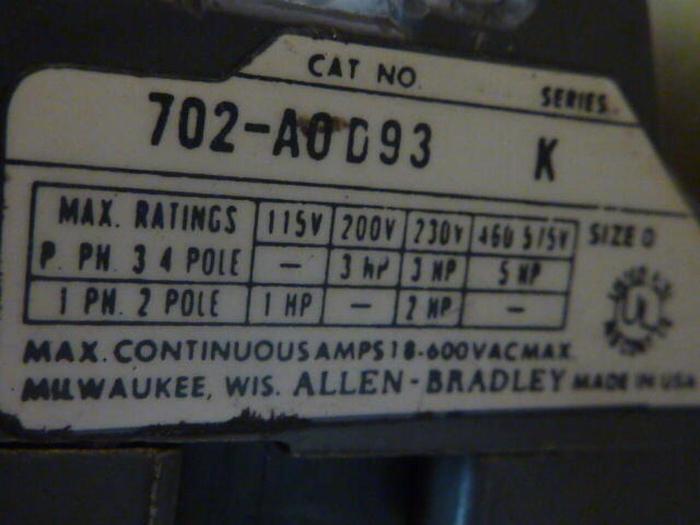 CAT NO. SERIES
702-A0D93 K
MAX. RATINGS 115V 200V 230V 460 575V SIZE 0
P. PH. 3 4 POLE — 3 hP 3 HP 5 HP
1 PH. 2 POLE 1 HP — 2 HP —
MAX. CONTINUOUS AMPS 18-600VAC MAX.
MILWAUKEE, WIS. ALLEN-BRADLEY MADE IN USA